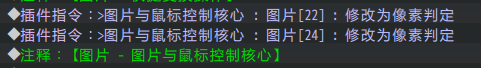 ◆插件指令：>图片与鼠标控制核心 : 图片[22] : 修改为像素判定
◆插件指令：>图片与鼠标控制核心 : 图片[24] : 修改为像素判定
◆注释：【图片 - 图片与鼠标控制核心】